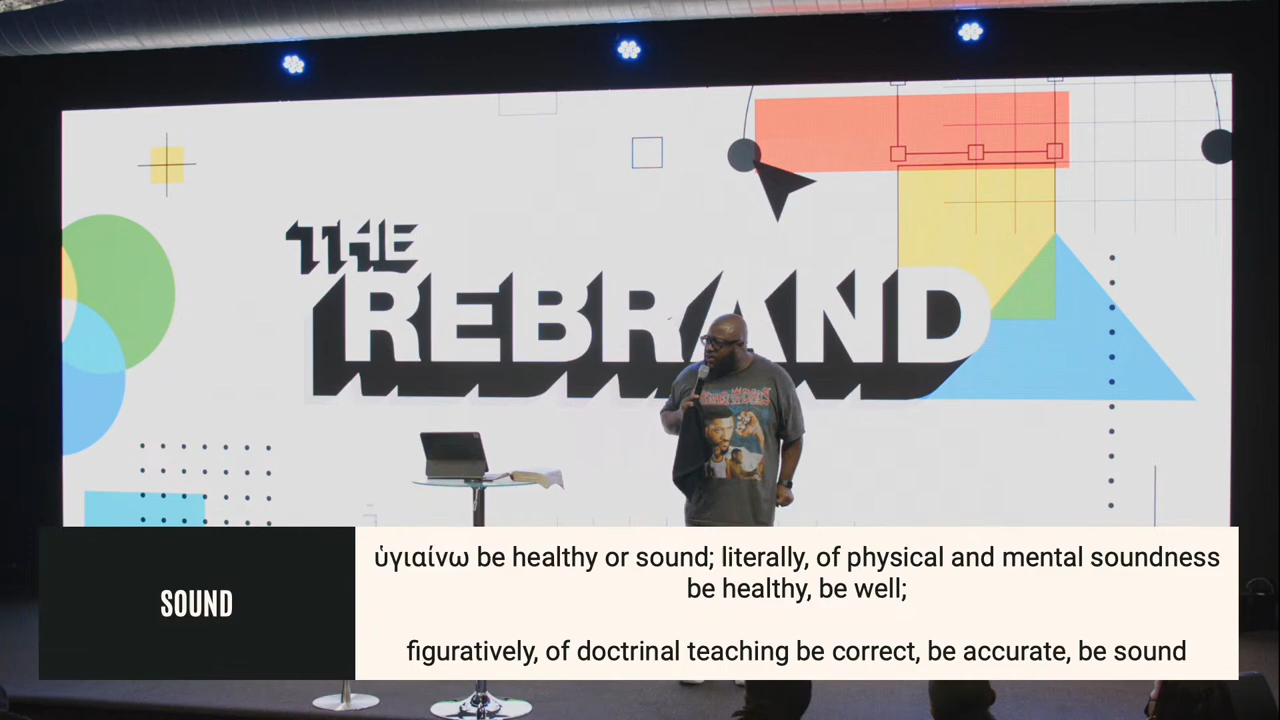 THE
REBRAND
SOUND
ὑγιαίνω be healthy or sound; literally, of physical and mental soundness
be healthy, be well;
figuratively, of doctrinal teaching be correct, be accurate, be sound